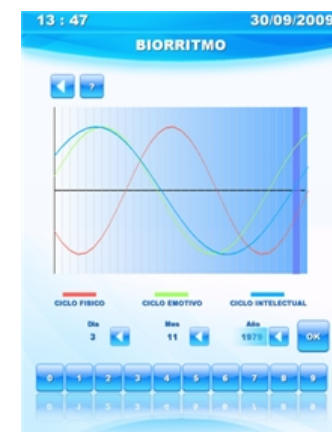 13 : 47 30/09/2009
BIORRITMO
?
CICLO FISICO CICLO EMOTIVO CICLO INTELECTUAL
Dia Mes Año
3 11 1979 OK
0 1 2 3 4 5 6 7 8 9